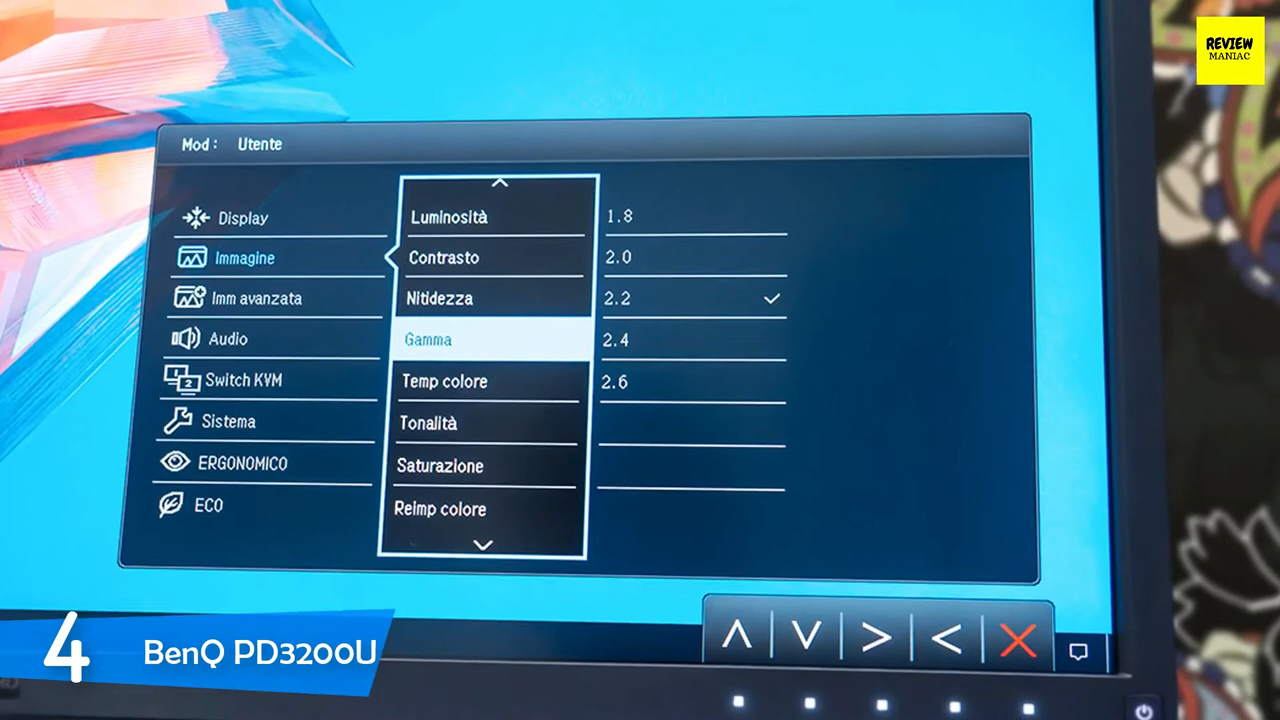 REVIEW
MANIAC
Mod : Utente
Display
Immagine
Imm avanzata
Audio
Switch KVM
Sistema
ERGONOMICO
ECO
Luminosità
Contrasto
Nitidezza
Gamma
Temp colore
Tonalità
Saturazione
Reimp colore
1.8
2.0
2.2
2.4
2.6
4 BenQ PD3200U